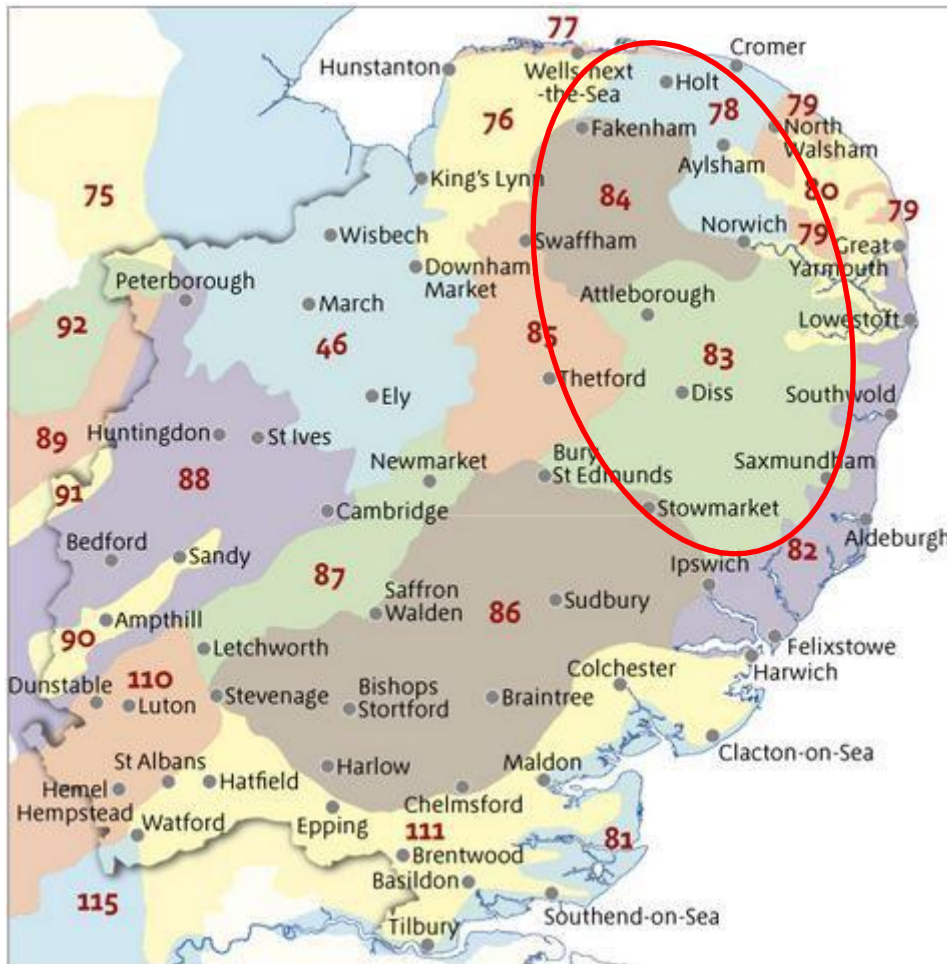 77
Cromer
Hunstanton
Wells-next
-the-Sea
Holt
76
78
79
Fakenham
North
Walsham
Aylsham
75
King's Lynn
84
80
79
Wisbech
Swaffham
Norwich
79
Great
Yarmouth
Downham
Market
Peterborough
March
Attleborough
Lowestoft
92
46
85
83
Thetford
Diss
Ely
Southwold
89
Huntingdon
St Ives
Newmarket
Bury
St Edmunds
Saxmundham
91
88
Cambridge
Stowmarket
Aldeburgh
Bedford
Sandy
82
Ipswich
87
Saffron
Walden
86
Sudbury
Ampthill
90
Letchworth
Felixstowe
Harwich
Dunstable
110
Luton
Stevenage
Bishops
Stortford
Braintree
Colchester
Clacton-on-Sea
St Albans
Hatfield
Harlow
Maldon
Hemel
Hempstead
Chelmsford
Watford
Epping
111
81
Brentwood
Basildon
115
Southend-on-Sea
Tilbury